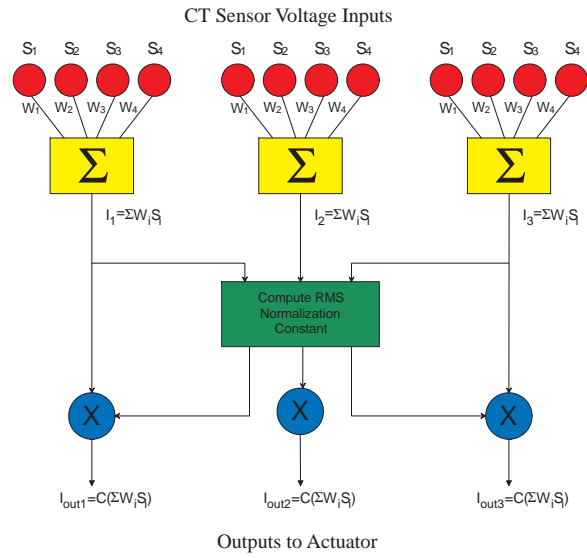 CT Sensor Voltage Inputs
S1 S2 S3 S4 S1 S2 S3 S4 S1 S2 S3 S4
W1 W2 W3 W4 W1 W2 W3 W4 W1 W2 W3 W4
Σ Σ Σ
I1=ΣWiSi I2=ΣWiSi I3=ΣWiSi
Compute RMS
Normalization
Constant
X X X
Iout1=C(ΣWiSi) Iout2=C(ΣWiSi) Iout3=C(ΣWiSi)
Outputs to Actuator